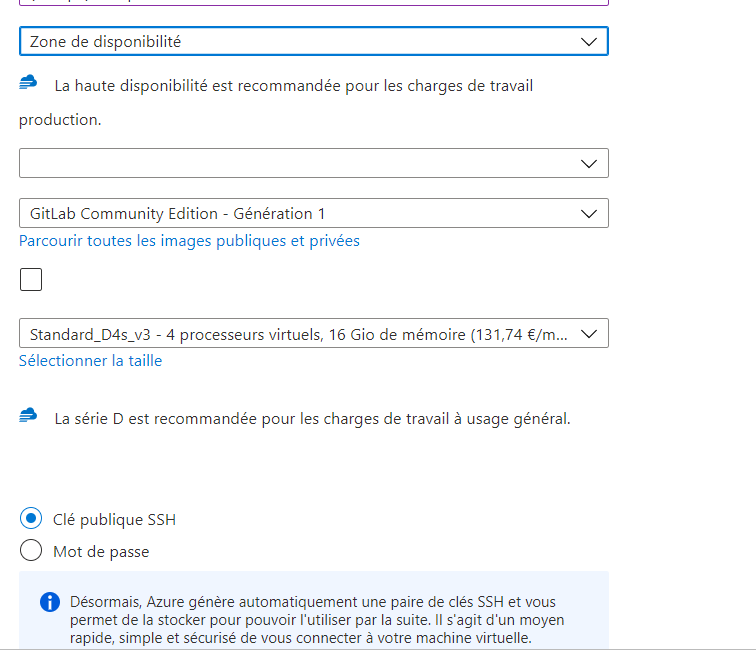 Zone de disponibilité
La haute disponibilité est recommandée pour les charges de travail
production.
GitLab Community Edition - Génération 1
Parcourir toutes les images publiques et privées
Standard_D4s_v3 - 4 processeurs virtuels, 16 Gio de mémoire (131,74 €/m...
Sélectionner la taille
La série D est recommandée pour les charges de travail à usage général.
Clé publique SSH
Mot de passe
Désormais, Azure génère automatiquement une paire de clés SSH et vous
permet de la stocker pour pouvoir l'utiliser par la suite. Il s'agit d'un moyen
rapide, simple et sécurisé de vous connecter à votre machine virtuelle.